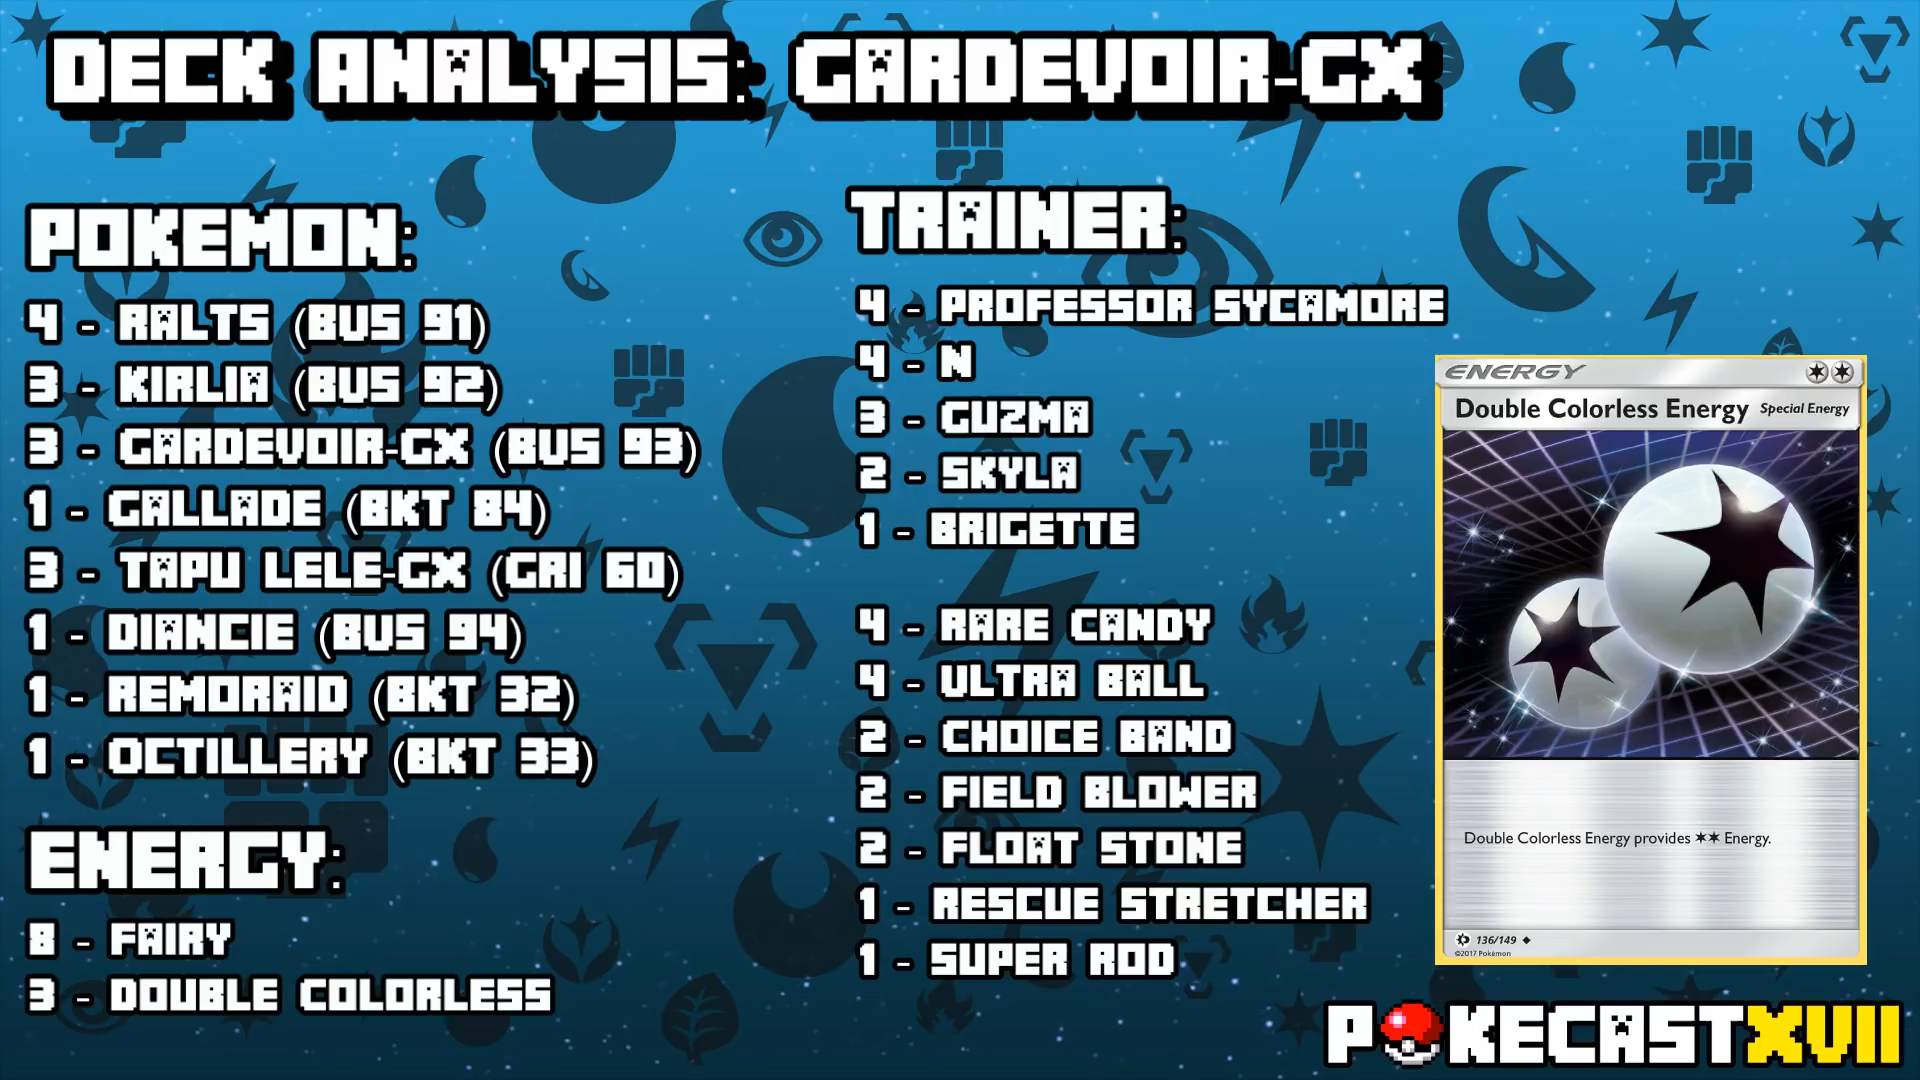 DECK ANALYSIS: GARDEVOIR-GX
POKEMON:
4 - RALTS (BUS 91)
3 - KIRLIA (BUS 92)
3 - GARDEVOIR-GX (BUS 93)
1 - GALLADE (BKT 84)
3 - TAPU LELE-GX (GRI 60)
1 - DIANCIE (BUS 94)
1 - REMORAID (BKT 32)
1 - OCTILLERY (BKT 33)
ENERGY:
8 - FAIRY
3 - DOUBLE COLORLESS
TRAINER:
4 - PROFESSOR SYCAMORE
4 - N
3 - GUZMA
2 - SKYLA
1 - BRIGETTE
4 - RARE CANDY
4 - ULTRA BALL
2 - CHOICE BAND
2 - FIELD BLOWER
2 - FLOAT STONE
1 - RESCUE STRETCHER
1 - SUPER ROD
ENERGY
Double Colorless Energy Special Energy
Double Colorless Energy provides ✶✶ Energy.
136/149 ◆
©2017 Pokémon
POKECASTXVII